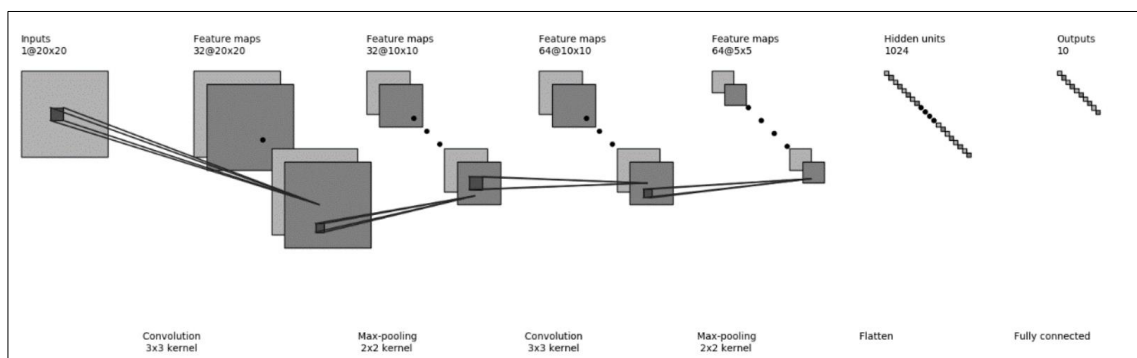 Inputs
1@20x20
Feature maps
32@20x20
Feature maps
32@10x10
Feature maps
64@10x10
Feature maps
64@5x5
Hidden units
1024
Outputs
10
Convolution
3x3 kernel
Max-pooling
2x2 kernel
Convolution
3x3 kernel
Max-pooling
2x2 kernel
Flatten
Fully connected